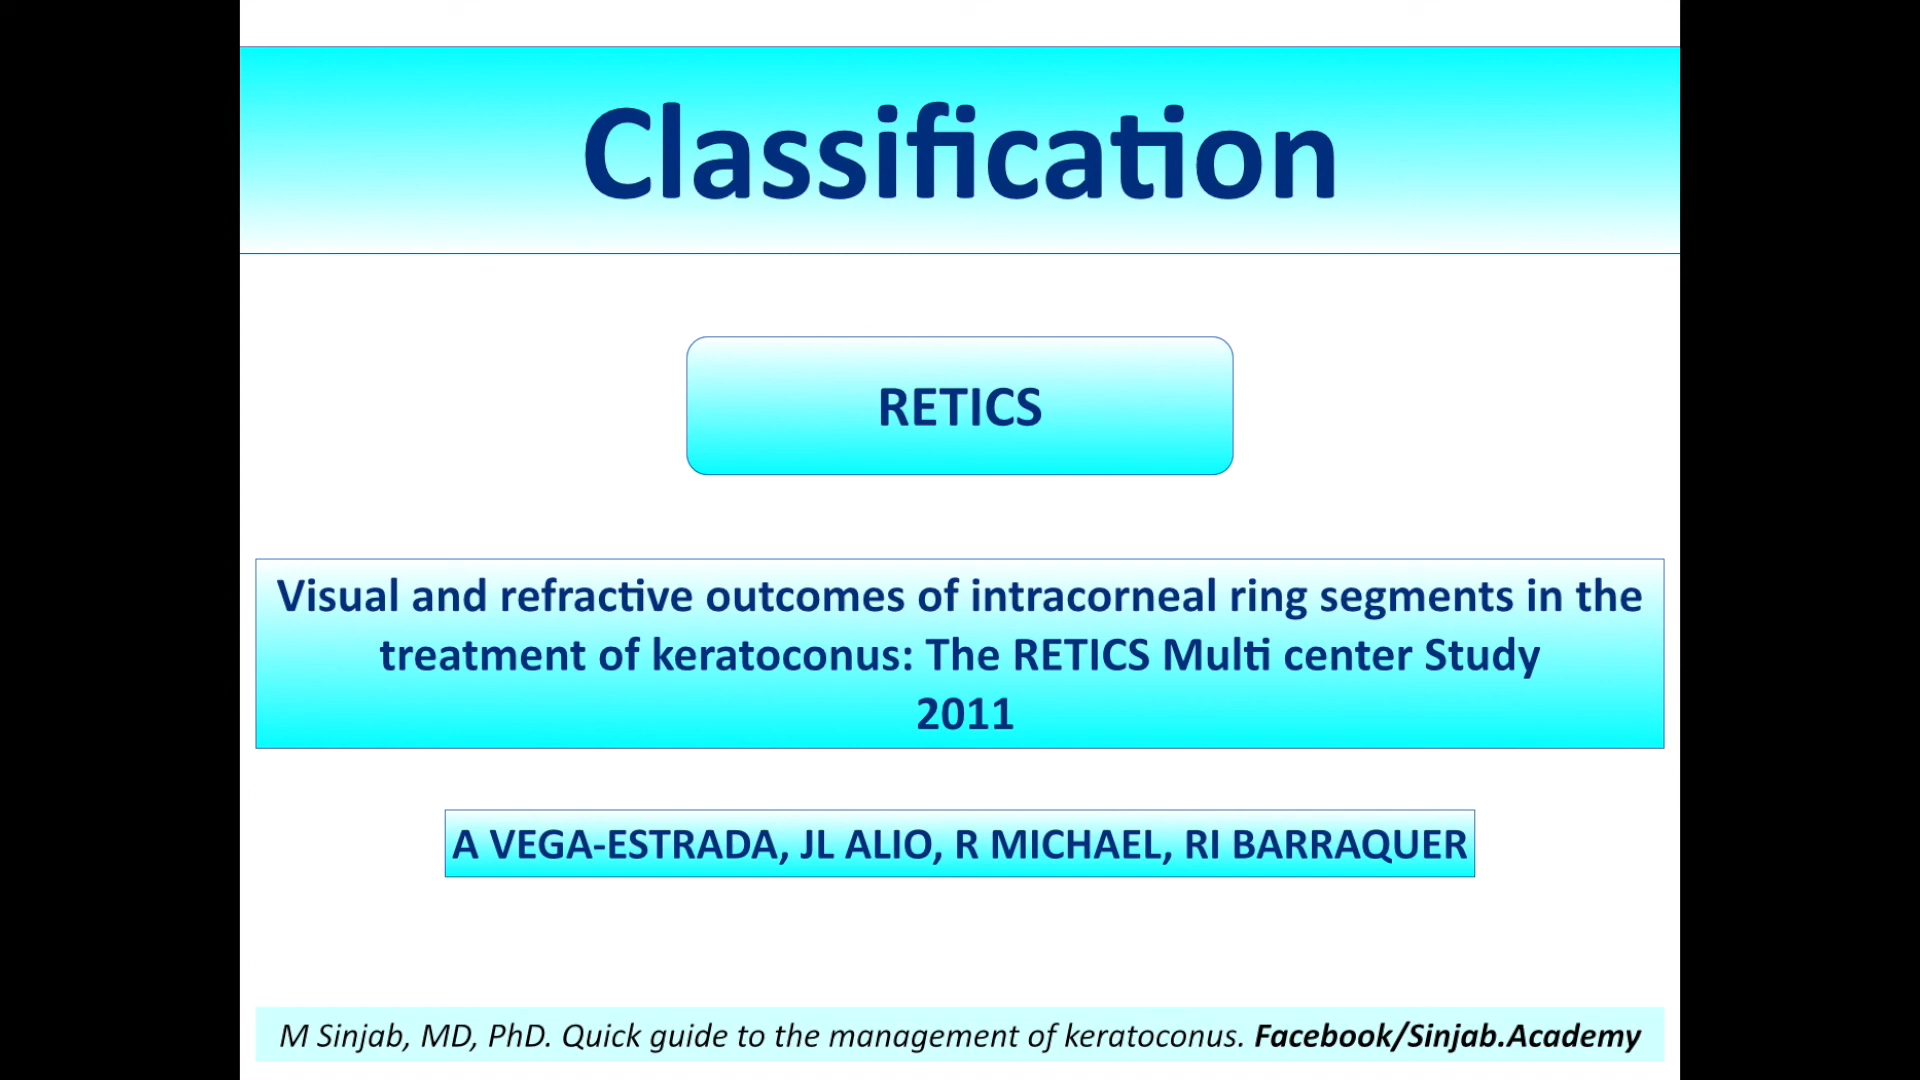 Classification
RETICS
Visual and refractive outcomes of intracorneal ring segments in the
treatment of keratoconus: The RETICS Multi center Study
2011
A VEGA-ESTRADA, JL ALIO, R MICHAEL, RI BARRAQUER
M Sinjab, MD, PhD. Quick guide to the management of keratoconus. Facebook/Sinjab.Academy